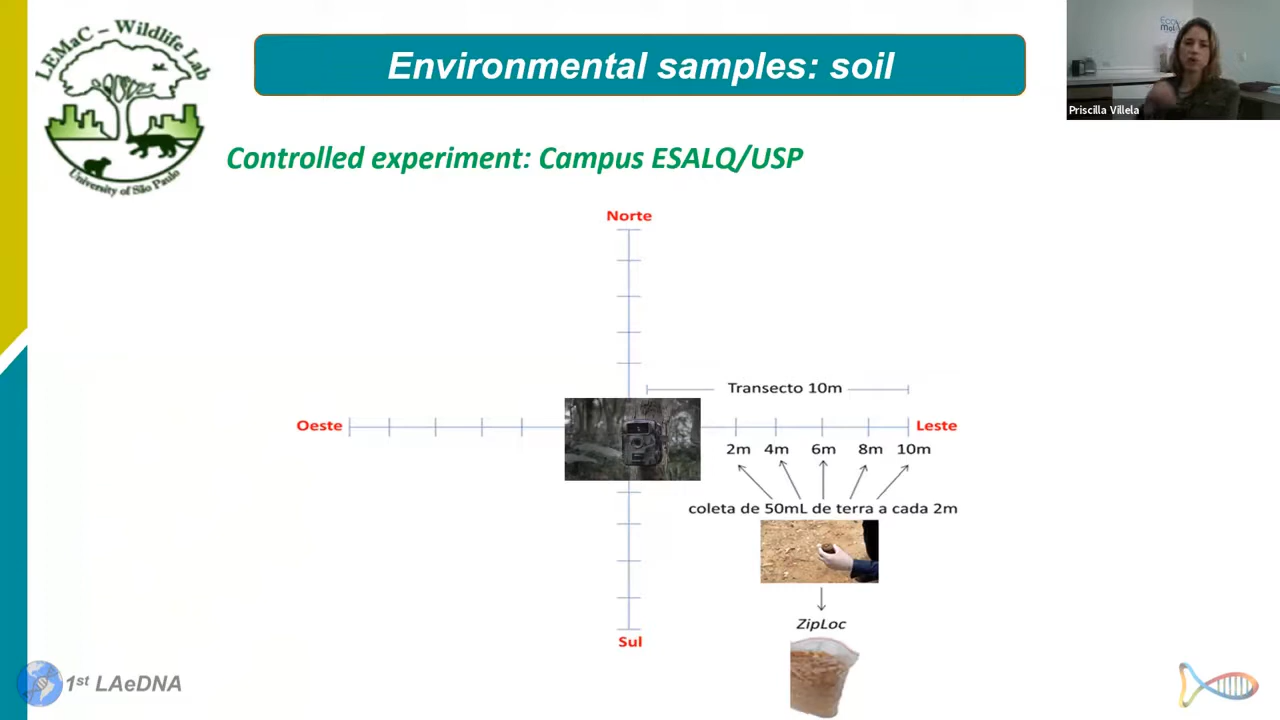 LEMaC – Wildlife Lab
University of São Paulo
Environmental samples: soil
Priscilla Villela
Controlled experiment: Campus ESALQ/USP
Norte
Transecto 10m
Oeste
Leste
2m 4m 6m 8m 10m
coleta de 50mL de terra a cada 2m
ZipLoc
Sul
1st LAeDNA